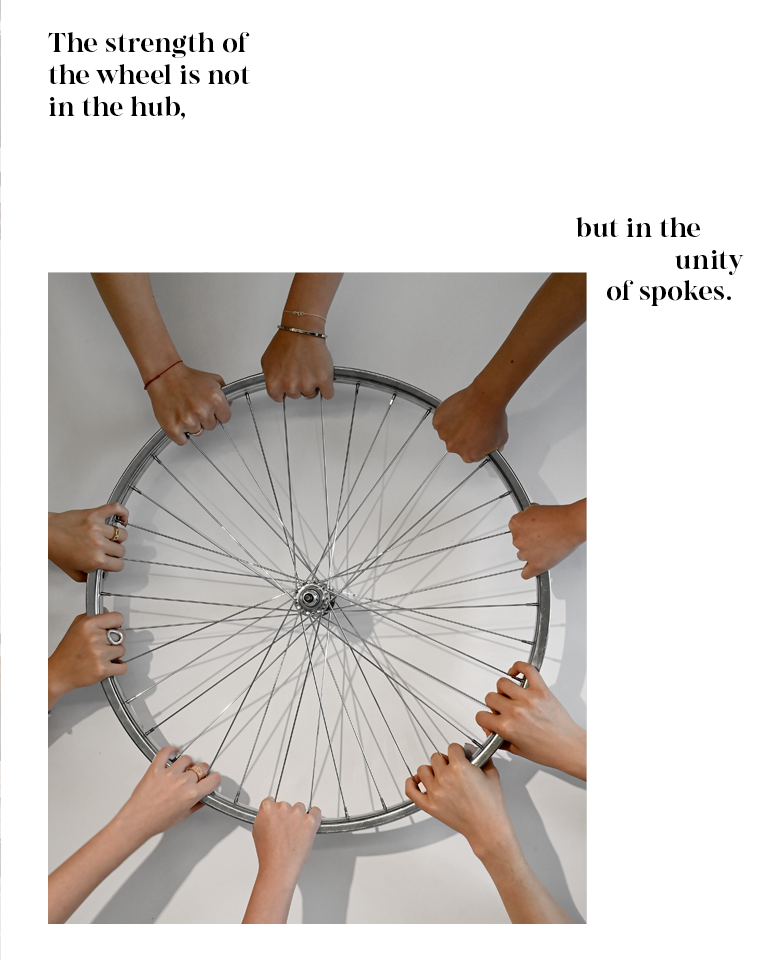 The strength of
the wheel is not
in the hub,
but in the
unity
of spokes.